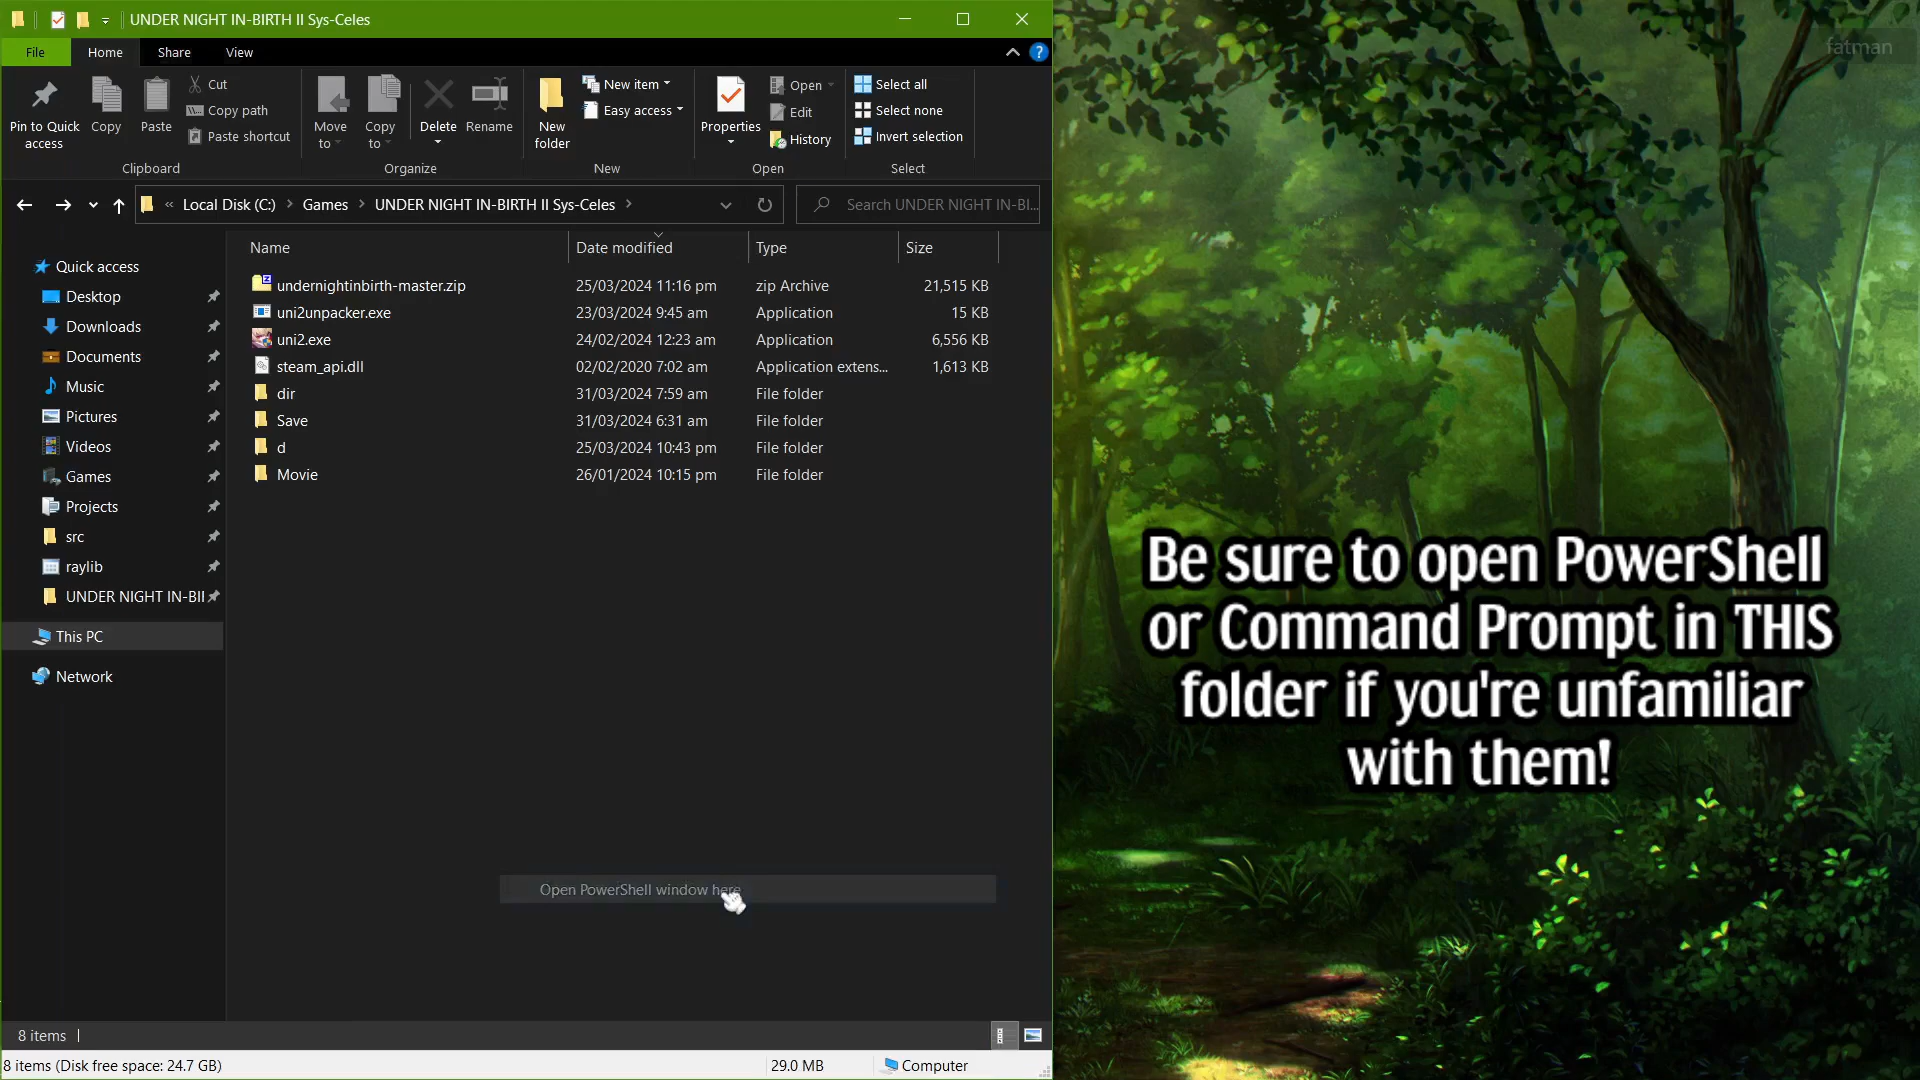 UNDER NIGHT IN-BIRTH II Sys-Celes
File Home Share View
Pin to Quick access
Copy
Paste
Cut
Copy path
Paste shortcut
Clipboard
Move to
Copy to
Delete
Rename
Organize
New folder
New item
Easy access
New
Properties
Open
Edit
History
Open
Select all
Select none
Invert selection
Select
« Local Disk (C:) > Games > UNDER NIGHT IN-BIRTH II Sys-Celes >
Search UNDER NIGHT IN-BI...
Quick access
Desktop
Downloads
Documents
Music
Pictures
Videos
Games
Projects
src
raylib
UNDER NIGHT IN-BII
This PC
Network
Name Date modified Type Size
undernightinbirth-master.zip 25/03/2024 11:16 pm zip Archive 21,515 KB
uni2unpacker.exe 23/03/2024 9:45 am Application 15 KB
uni2.exe 24/02/2024 12:23 am Application 6,556 KB
steam_api.dll 02/02/2020 7:02 am Application extens... 1,613 KB
dir 31/03/2024 7:59 am File folder
Save 31/03/2024 6:31 am File folder
d 25/03/2024 10:43 pm File folder
Movie 26/01/2024 10:15 pm File folder
Open PowerShell window here
8 items
8 items (Disk free space: 24.7 GB) 29.0 MB Computer
fatman
Be sure to open PowerShell
or Command Prompt in THIS
folder if you're unfamiliar
with them!